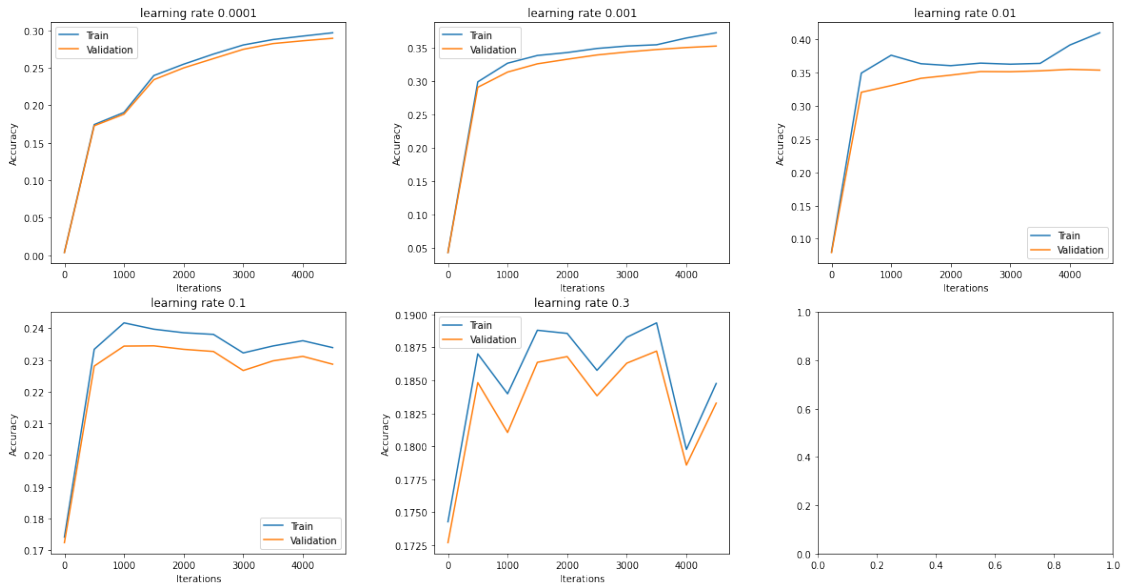 learning rate 0.0001
0.30
0.25
0.20
0.15
0.10
0.05
0.00
Accuracy
Train
Validation
0
1000
2000
3000
4000
Iterations
learning rate 0.001
0.35
0.30
0.25
0.20
0.15
0.10
0.05
Accuracy
Train
Validation
0
1000
2000
3000
4000
Iterations
learning rate 0.01
0.40
0.35
0.30
0.25
0.20
0.15
0.10
Accuracy
Train
Validation
0
1000
2000
3000
4000
Iterations
learning rate 0.1
0.24
0.23
0.22
0.21
0.20
0.19
0.18
0.17
Accuracy
Train
Validation
0
1000
2000
3000
4000
Iterations
learning rate 0.3
0.1900
0.1875
0.1850
0.1825
0.1800
0.1775
0.1750
0.1725
Accuracy
Train
Validation
0
1000
2000
3000
4000
Iterations
1.0
0.8
0.6
0.4
0.2
0.0
0.0
0.2
0.4
0.6
0.8
1.0